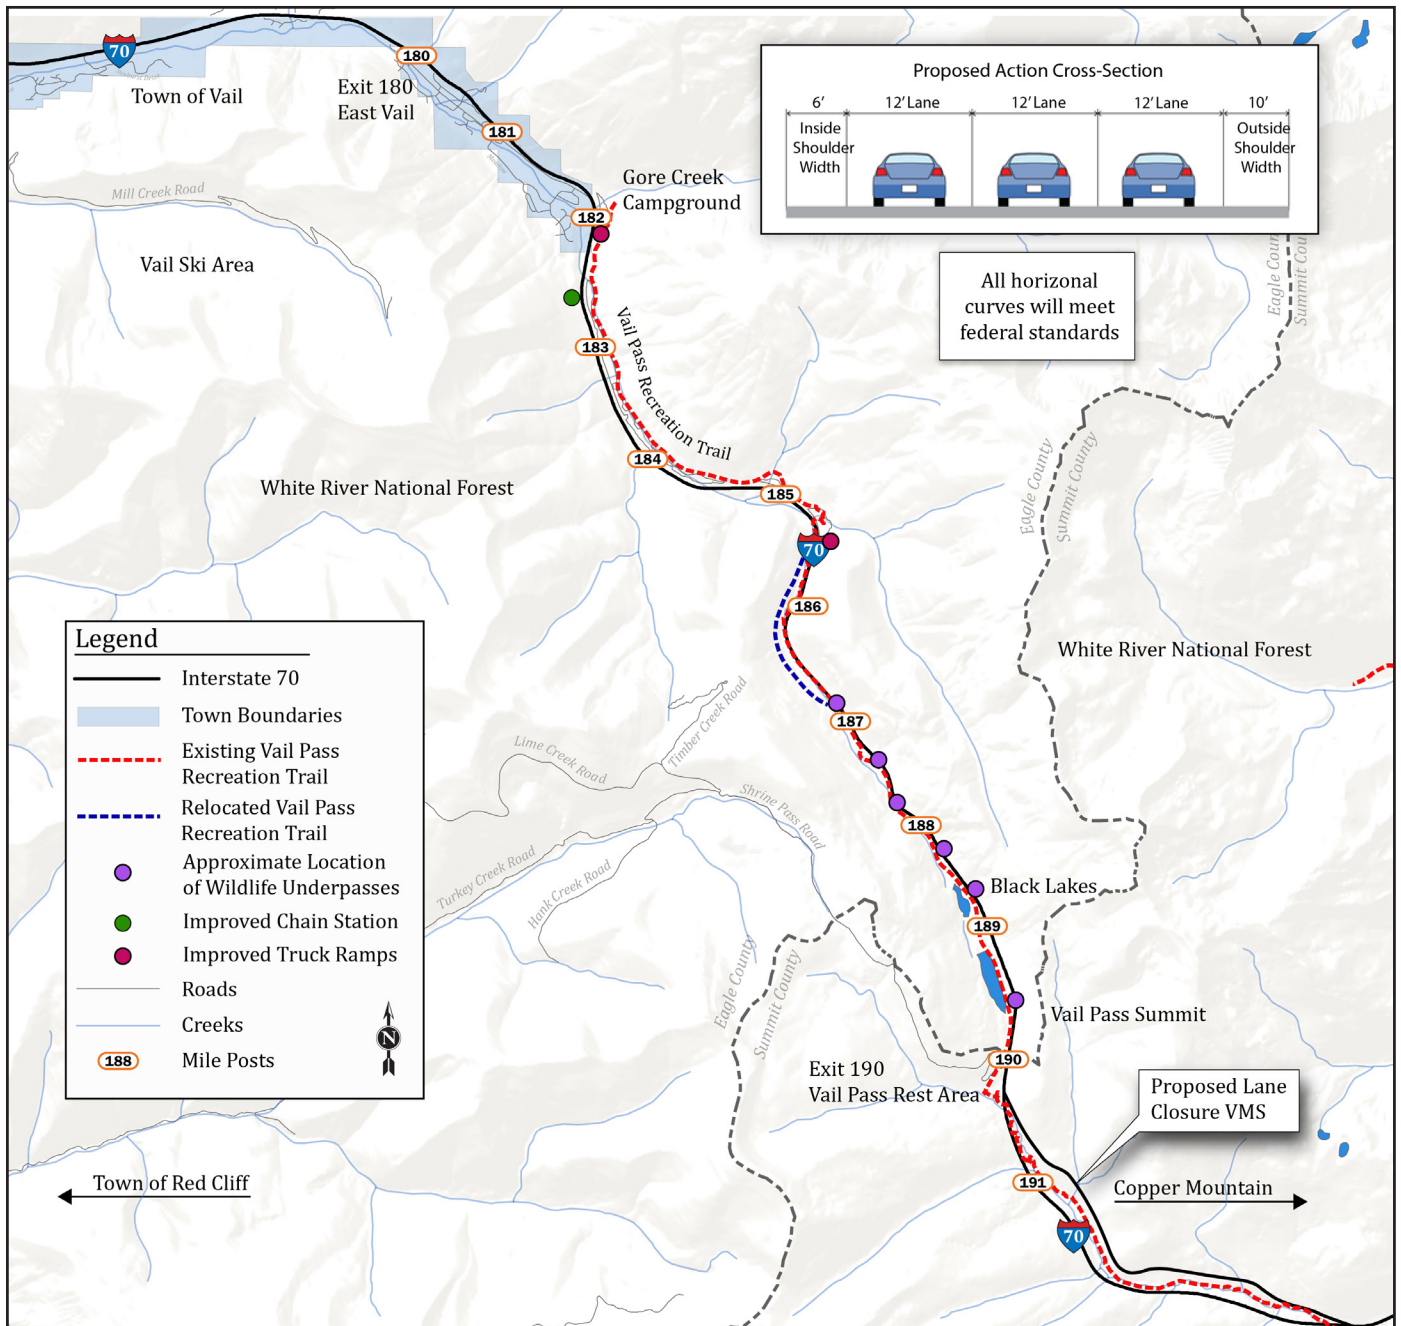 70
180
Town of Vail
Exit 180
East Vail
181
Mill Creek Road
Gore Creek
Campground
182
Vail Ski Area
Proposed Action Cross-Section
6’
12’ Lane
12’ Lane
12’ Lane
10’
Inside
Shoulder
Width
Outside
Shoulder
Width
All horizonal
curves will meet
federal standards
Eagle Coun
Summit Cou
183
Vail Pass Recreation Trail
184
185
White River National Forest
Eagle County
Summit County
70
186
White River National Forest
Legend
Interstate 70
Town Boundaries
Existing Vail Pass
Recreation Trail
Relocated Vail Pass
Recreation Trail
Approximate Location
of Wildlife Underpasses
Improved Chain Station
Improved Truck Ramps
Roads
Creeks
188
Mile Posts
N
187
Timber Creek Road
Lime Creek Road
Shrine Pass Road
Turkey Creek Road
Hank Creek Road
188
Black Lakes
189
Eagle County
Summit County
Vail Pass Summit
190
Exit 190
Vail Pass Rest Area
Proposed Lane
Closure VMS
191
Town of Red Cliff
Copper Mountain
70